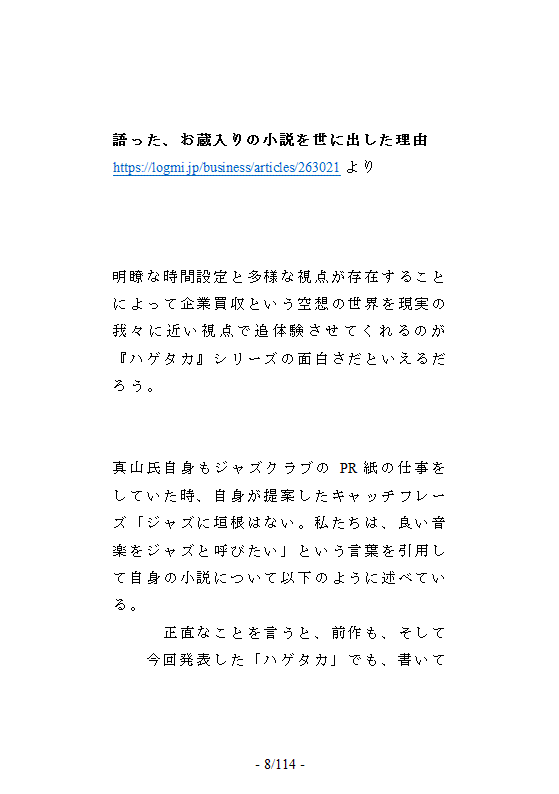 語った、お蔵入りの小説を世に出した理由
https://logmi.jp/business/articles/263021 より
明瞭な時間設定と多様な視点が存在すること
によって企業買収という空想の世界を現実の
我々に近い視点で追体験させてくれるのが
『ハゲタカ』シリーズの面白さだといえるだ
ろう。
真山氏自身もジャズクラブの PR 紙の仕事を
していた時、自身が提案したキャッチフレー
ズ「ジャズに垣根はない。私たちは、良い音
楽をジャズと呼びたい」という言葉を引用し
て自身の小説について以下のように述べてい
る。
正直なことを言うと、前作も、そして
今回発表した「ハゲタカ」でも、書いて
- 8/114 -